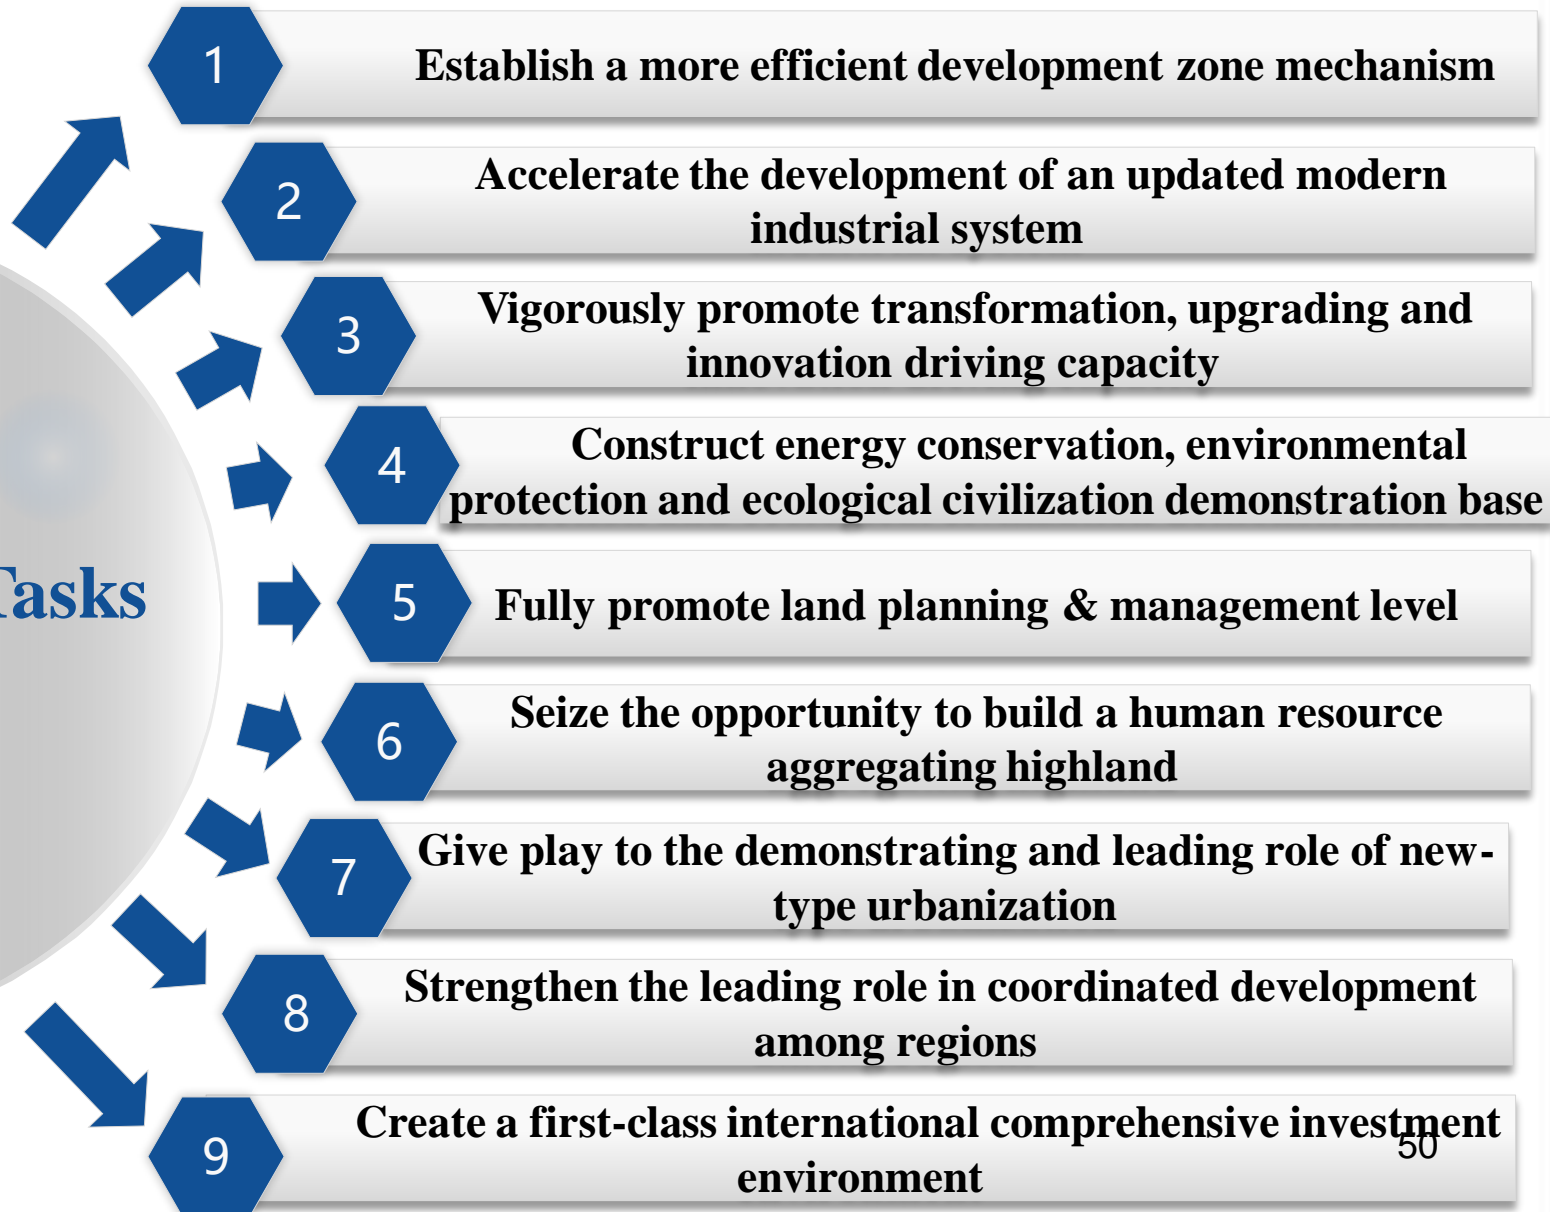 1
Establish a more efficient development zone mechanism
2
Accelerate the development of an updated modern
industrial system
3
Vigorously promote transformation, upgrading and
innovation driving capacity
4
Construct energy conservation, environmental
protection and ecological civilization demonstration base
Tasks
5
Fully promote land planning & management level
6
Seize the opportunity to build a human resource
aggregating highland
7
Give play to the demonstrating and leading role of new-
type urbanization
8
Strengthen the leading role in coordinated development
among regions
9
Create a first-class international comprehensive investment
environment
50